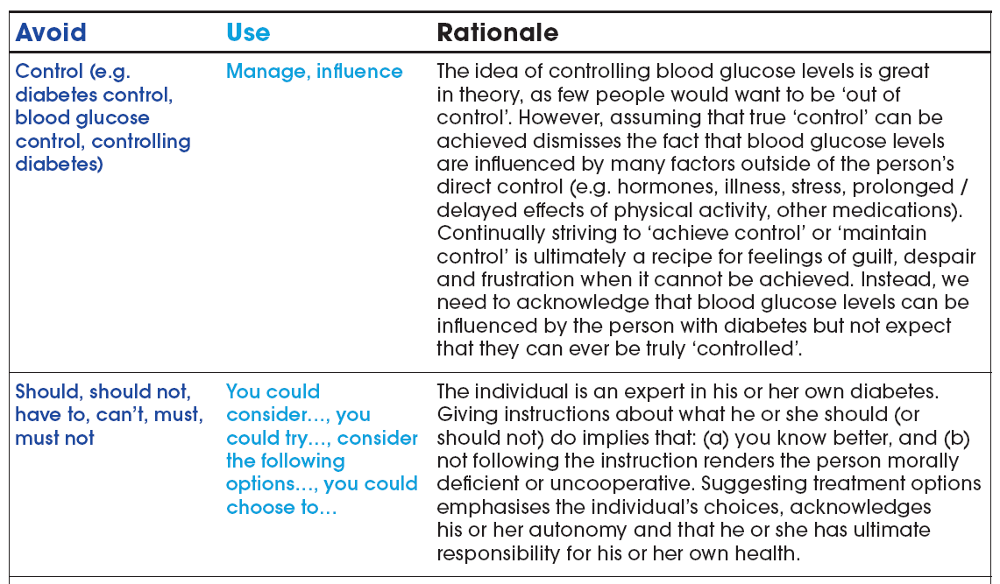 Avoid
Use
Rationale
Control (e.g.
diabetes control,
blood glucose
control, controlling
diabetes)
Manage, influence
The idea of controlling blood glucose levels is great
in theory, as few people would want to be ‘out of
control’. However, assuming that true ‘control’ can be
achieved dismisses the fact that blood glucose levels
are influenced by many factors outside of the person’s
direct control (e.g. hormones, illness, stress, prolonged /
delayed effects of physical activity, other medications).
Continually striving to ‘achieve control’ or ‘maintain
control’ is ultimately a recipe for feelings of guilt, despair
and frustration when it cannot be achieved. Instead, we
need to acknowledge that blood glucose levels can be
influenced by the person with diabetes but not expect
that they can ever be truly ‘controlled’.
Should, should not,
have to, can’t, must,
must not
You could
consider…, you
could try…, consider
the following
options…, you could
choose to…
The individual is an expert in his or her own diabetes.
Giving instructions about what he or she should (or
should not) do implies that: (a) you know better, and (b)
not following the instruction renders the person morally
deficient or uncooperative. Suggesting treatment options
emphasises the individual’s choices, acknowledges
his or her autonomy and that he or she has ultimate
responsibility for his or her own health.